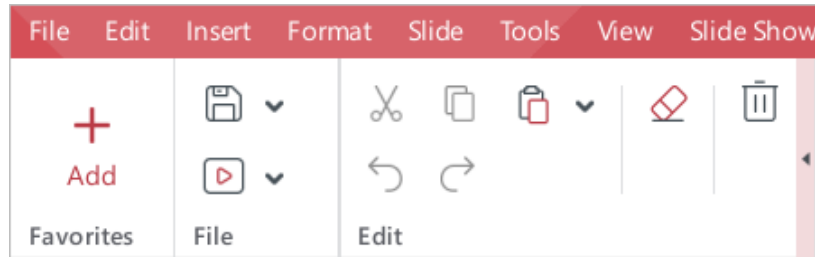 File Edit Insert Format Slide Tools View Slide Show
Add
Favorites File Edit